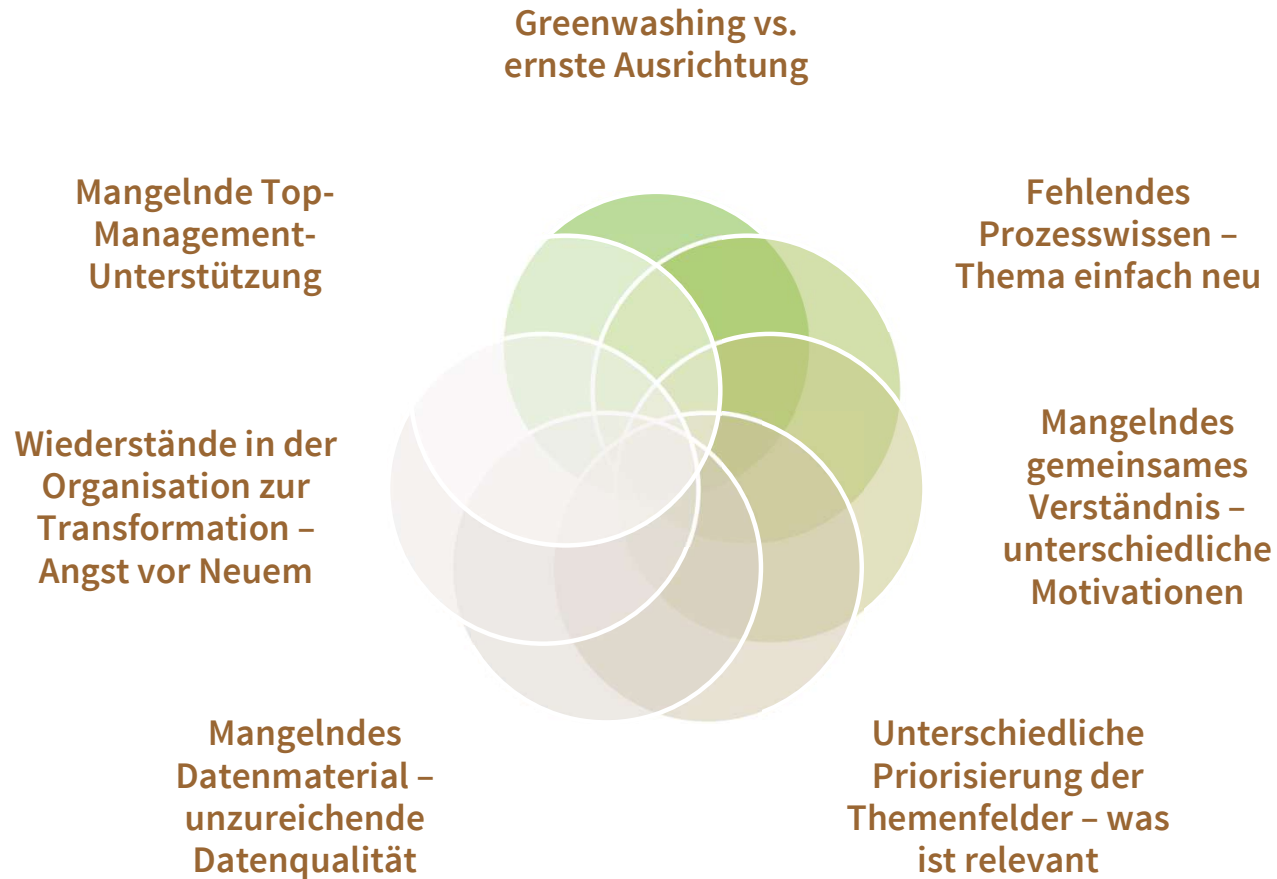 Greenwashing vs.
ernste Ausrichtung
Mangelnde Top-
Management-
Unterstützung
Fehlendes
Prozesswissen –
Thema einfach neu
Wiederstände in der
Organisation zur
Transformation –
Angst vor Neuem
Mangelndes
gemeinsames
Verständnis –
unterschiedliche
Motivationen
Mangelndes
Datenmaterial –
unzureichende
Datenqualität
Unterschiedliche
Priorisierung der
Themenfelder – was
ist relevant